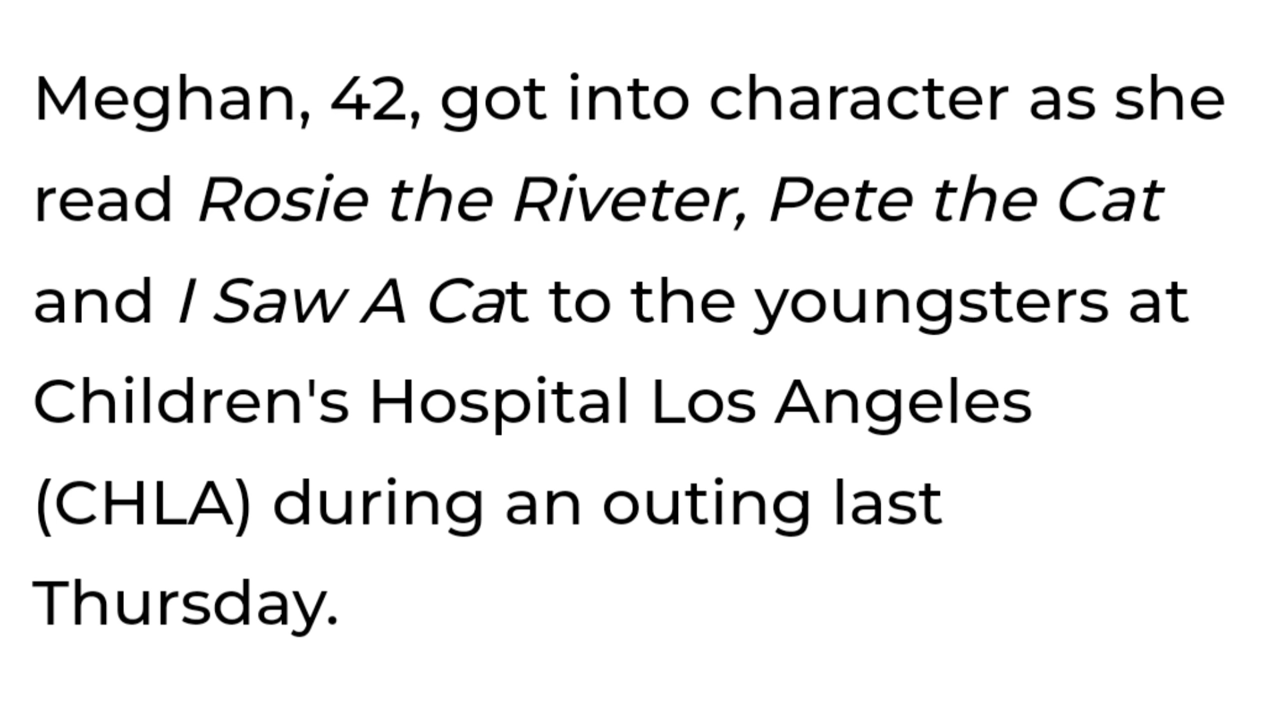 Meghan, 42, got into character as she
read Rosie the Riveter, Pete the Cat
and I Saw A Cat to the youngsters at
Children's Hospital Los Angeles
(CHLA) during an outing last
Thursday.